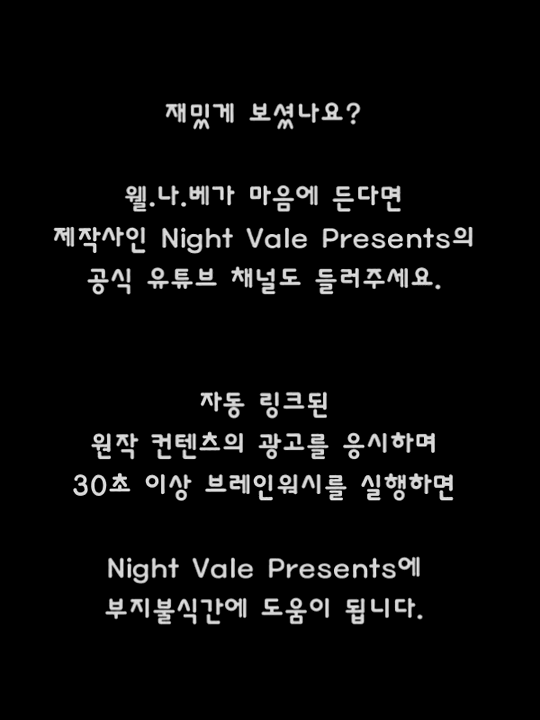 재밌게 보셨나요?
웰.나.베가 마음에 든다면
제작사인 Night Vale Presents의
공식 유튜브 채널도 들러주세요.
자동 링크된
원작 컨텐츠의 광고를 응시하며
30초 이상 브레인워시를 실행하면
Night Vale Presents에
부지불식간에 도움이 됩니다.